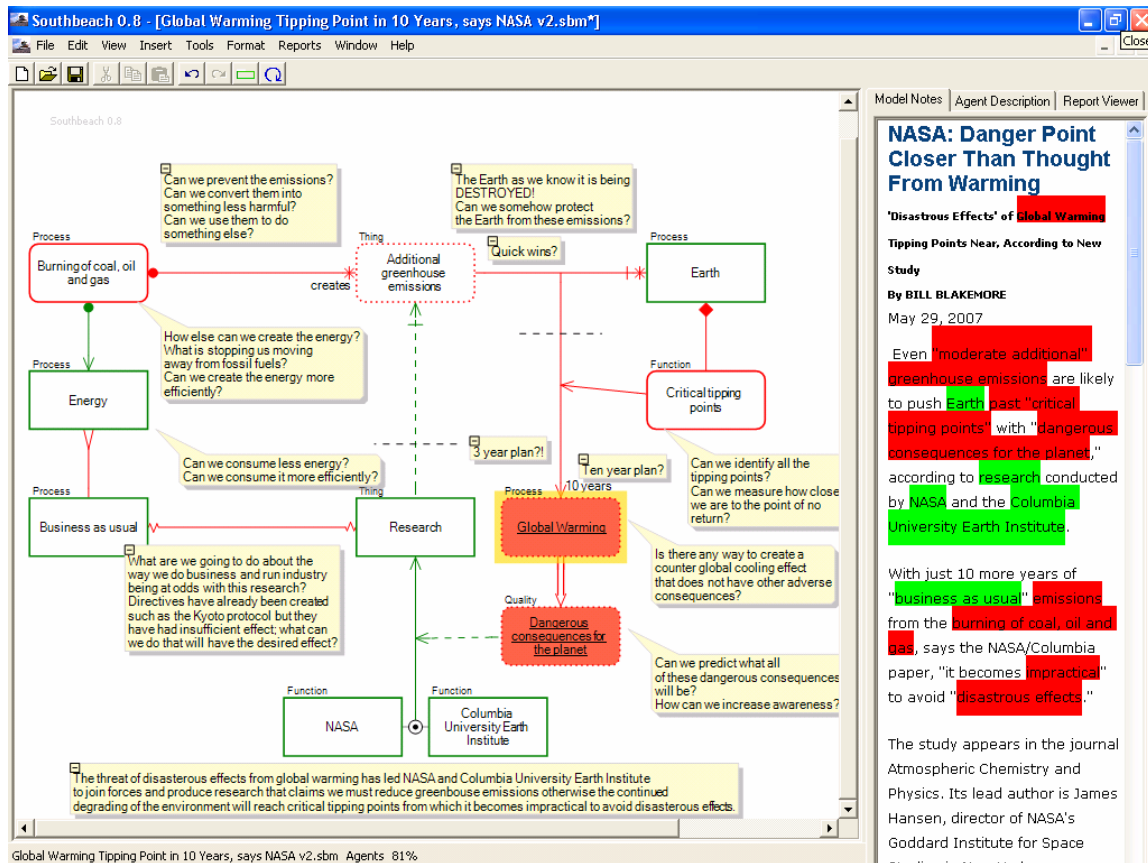 Southbeach 0.8 - [Global Warming Tipping Point in 10 Years, says NASA v2.sbm*]
File Edit View Insert Tools Format Reports Window Help
Close
Southbeach 0.8
Can we prevent the emissions?
Can we convert them into
something less harmful?
Can we use them to do
something else?
The Earth as we know it is being
DESTROYED!
Can we somehow protect
the Earth from these emissions?
Quick wins?
Process
Burning of coal, oil
and gas
creates
Thing
Additional
greenhouse
emissions
Process
Earth
How else can we create the energy?
What is stopping us moving
away from fossil fuels?
Can we create the energy more
efficiently?
Function
Critical tipping
points
Process
Energy
Can we consume less energy?
Can we consume it more efficiently?
3 year plan?!
Ten year plan?
10 years
Can we identify all the
tipping points?
Can we measure how close
we are to the point of no
return?
Process
Business as usual
Thing
Research
Process
Global Warming
What are we going to do about the
way we do business and run industry
being at odds with this research?
Directives have already been created
such as the Kyoto protocol but they
have had insufficient effect; what can
we do that will have the desired effect?
Is there any way to create a
counter global cooling effect
that does not have other adverse
consequences?
Quality
Dangerous
consequences for
the planet
Can we predict what all
of these dangerous consequences
will be?
How can we increase awareness?
Function
NASA
Function
Columbia
University Earth
Institute
The threat of disasterous effects from global warming has led NASA and Columbia University Earth Institute
to join forces and produce research that claims we must reduce greenbouse emissions otherwise the continued
degrading of the environment will reach critical tipping points from which it becomes impractical to avoid disasterous effects.
Global Warming Tipping Point in 10 Years, says NASA v2.sbm Agents 81%
Model Notes Agent Description Report Viewer
NASA: Danger Point
Closer Than Thought
From Warming
'Disastrous Effects' of Global Warming
Tipping Points Near, According to New
Study
By BILL BLAKEMORE
May 29, 2007
Even "moderate additional"
greenhouse emissions are likely
to push Earth past "critical
tipping points" with "dangerous
consequences for the planet,"
according to research conducted
by NASA and the Columbia
University Earth Institute.
With just 10 more years of
"business as usual" emissions
from the burning of coal, oil and
gas, says the NASA/Columbia
paper, "it becomes impractical"
to avoid "disastrous effects."
The study appears in the journal
Atmospheric Chemistry and
Physics. Its lead author is James
Hansen, director of NASA's
Goddard Institute for Space